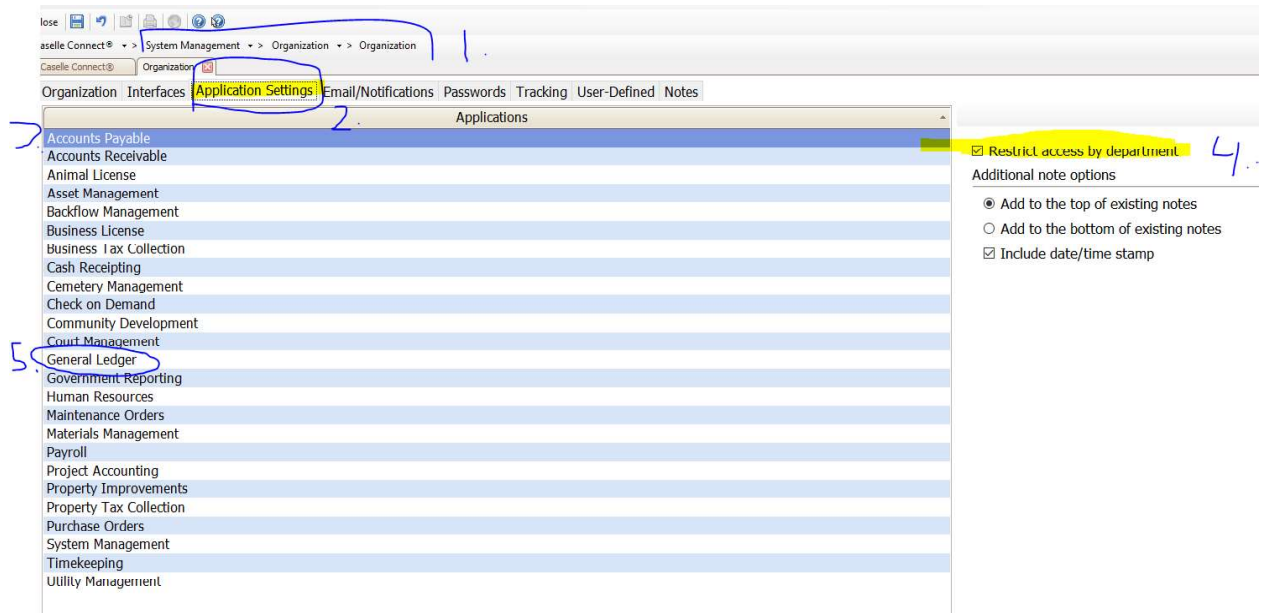 lose
aselle Connect® > System Management > Organization > Organization
1.
Caselle Connect® Organization
Organization Interfaces Application Settings Email/Notifications Passwords Tracking User-Defined Notes
2.
Applications
3.
Accounts Payable
Accounts Receivable
Animal License
Asset Management
Backflow Management
Business License
Business Tax Collection
Cash Receipting
Cemetery Management
Check on Demand
Community Development
Court Management
5.
General Ledger
Government Reporting
Human Resources
Maintenance Orders
Materials Management
Payroll
Project Accounting
Property Improvements
Property Tax Collection
Purchase Orders
System Management
Timekeeping
Utility Management
Restrict access by department
4.
Additional note options
Add to the top of existing notes
Add to the bottom of existing notes
Include date/time stamp